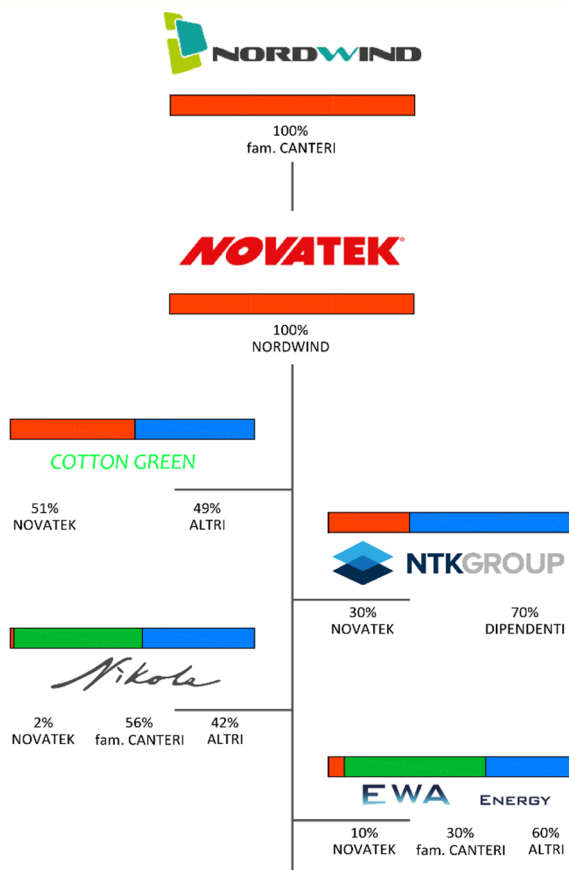 NORDWIND
100%
fam. CANTERI
NOVATEK®
100%
NORDWIND
COTTON GREEN
51%
NOVATEK
49%
ALTRI
NTKGROUP
30%
NOVATEK
70%
DIPENDENTI
Nikola
2%
NOVATEK
56%
fam. CANTERI
42%
ALTRI
EWA ENERGY
10%
NOVATEK
30%
fam. CANTERI
60%
ALTRI